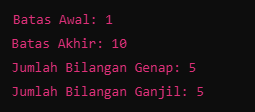 Batas Awal: 1
Batas Akhir: 10
Jumlah Bilangan Genap: 5
Jumlah Bilangan Ganjil: 5